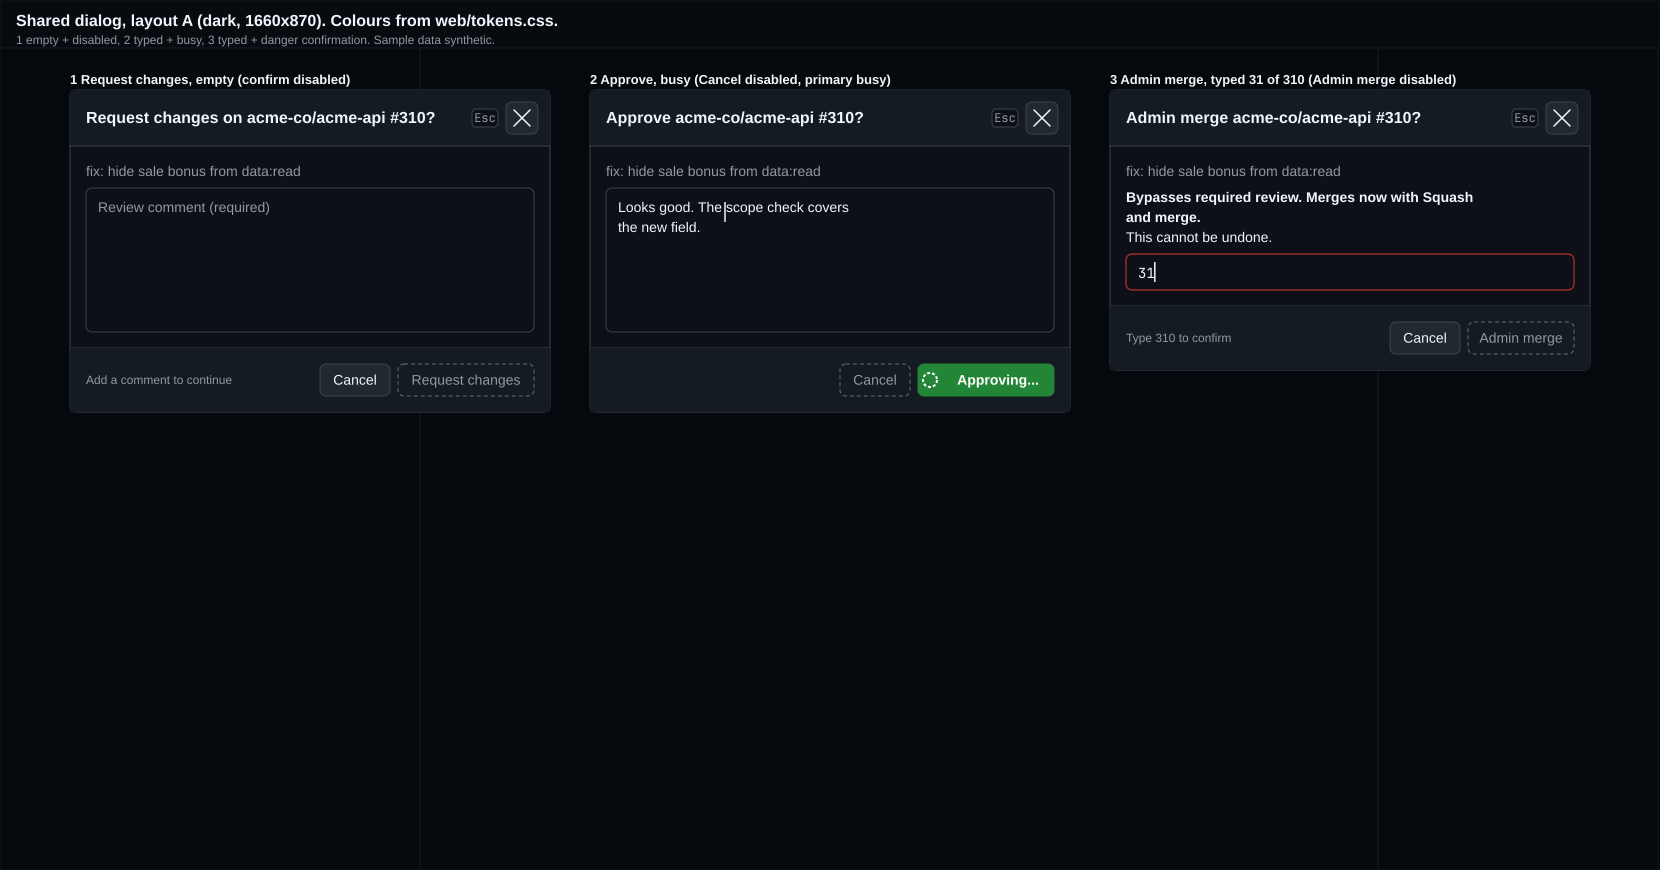 Shared dialog, layout A (dark, 1660x870). Colours from web/tokens.css.
1 empty + disabled, 2 typed + busy, 3 typed + danger confirmation. Sample data synthetic.
1 Request changes, empty (confirm disabled)
Request changes on acme-co/acme-api #310?
Esc
fix: hide sale bonus from data:read
Review comment (required)
Add a comment to continue
Cancel
Request changes
2 Approve, busy (Cancel disabled, primary busy)
Approve acme-co/acme-api #310?
Esc
fix: hide sale bonus from data:read
Looks good. The scope check covers
the new field.
Cancel
Approving...
3 Admin merge, typed 31 of 310 (Admin merge disabled)
Admin merge acme-co/acme-api #310?
Esc
fix: hide sale bonus from data:read
Bypasses required review. Merges now with Squash
and merge.
This cannot be undone.
31
Type 310 to confirm
Cancel
Admin merge